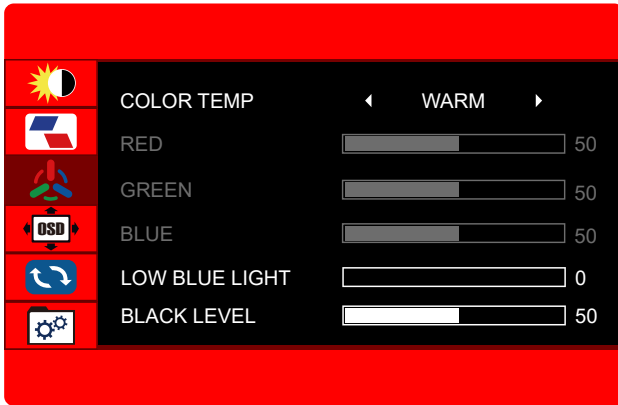 COLOR TEMP WARM
RED 50
GREEN 50
OSD
BLUE 50
LOW BLUE LIGHT 0
BLACK LEVEL 50